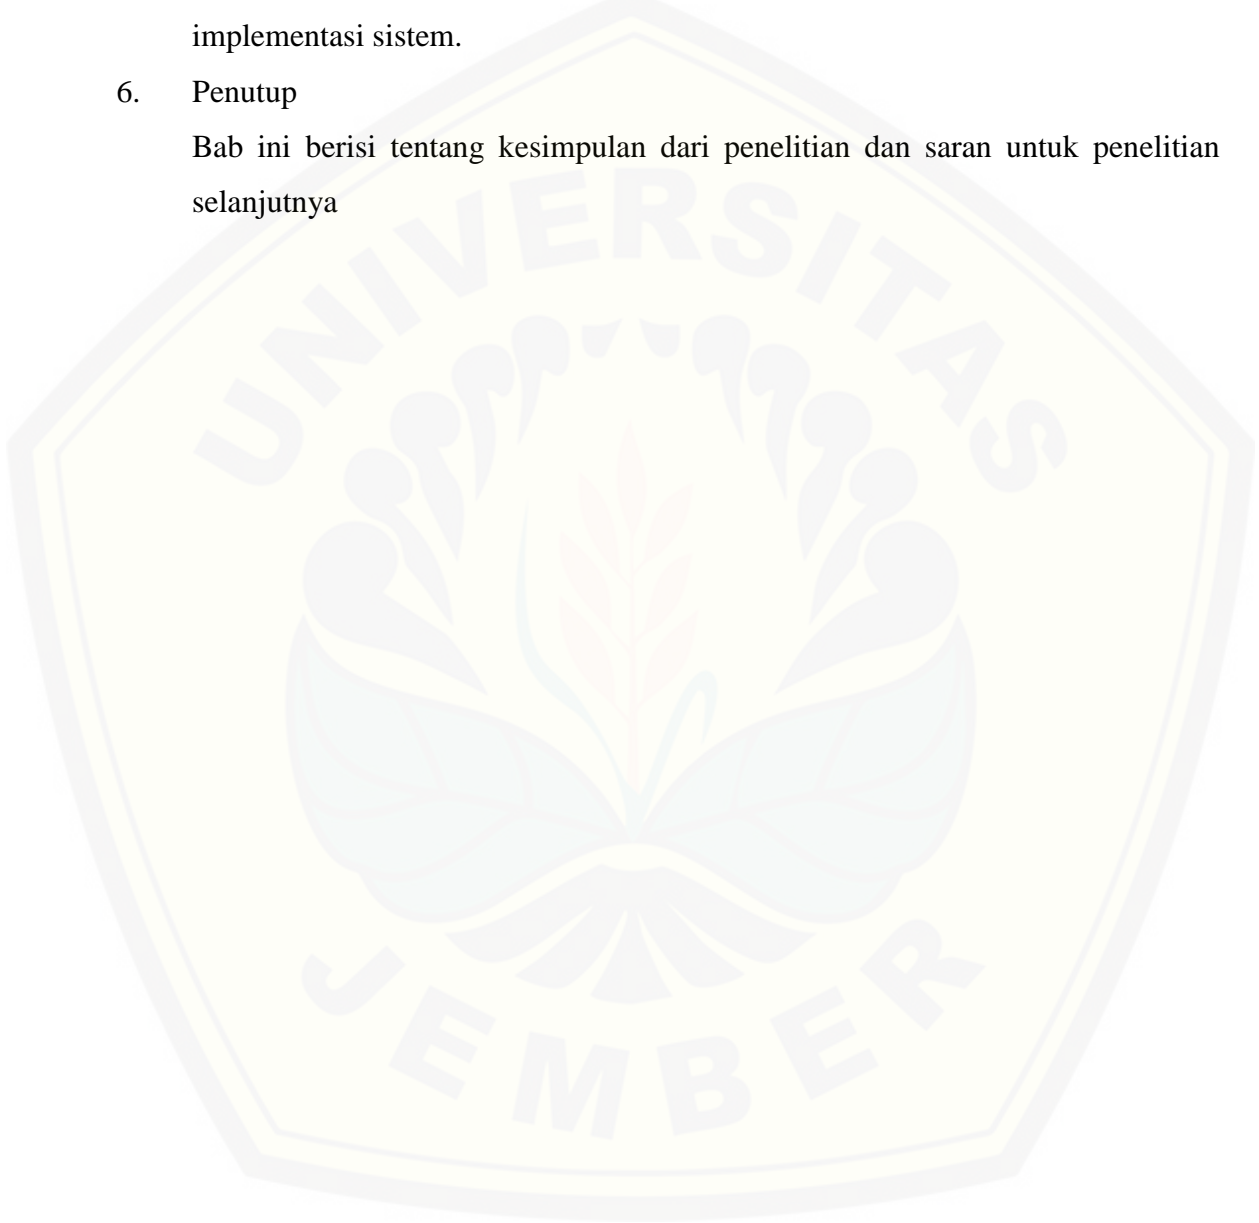 implementasi sistem.
6. Penutup
Bab ini berisi tentang kesimpulan dari penelitian dan saran untuk penelitian
selanjutnya
UNIVERSITAS
JEMBER